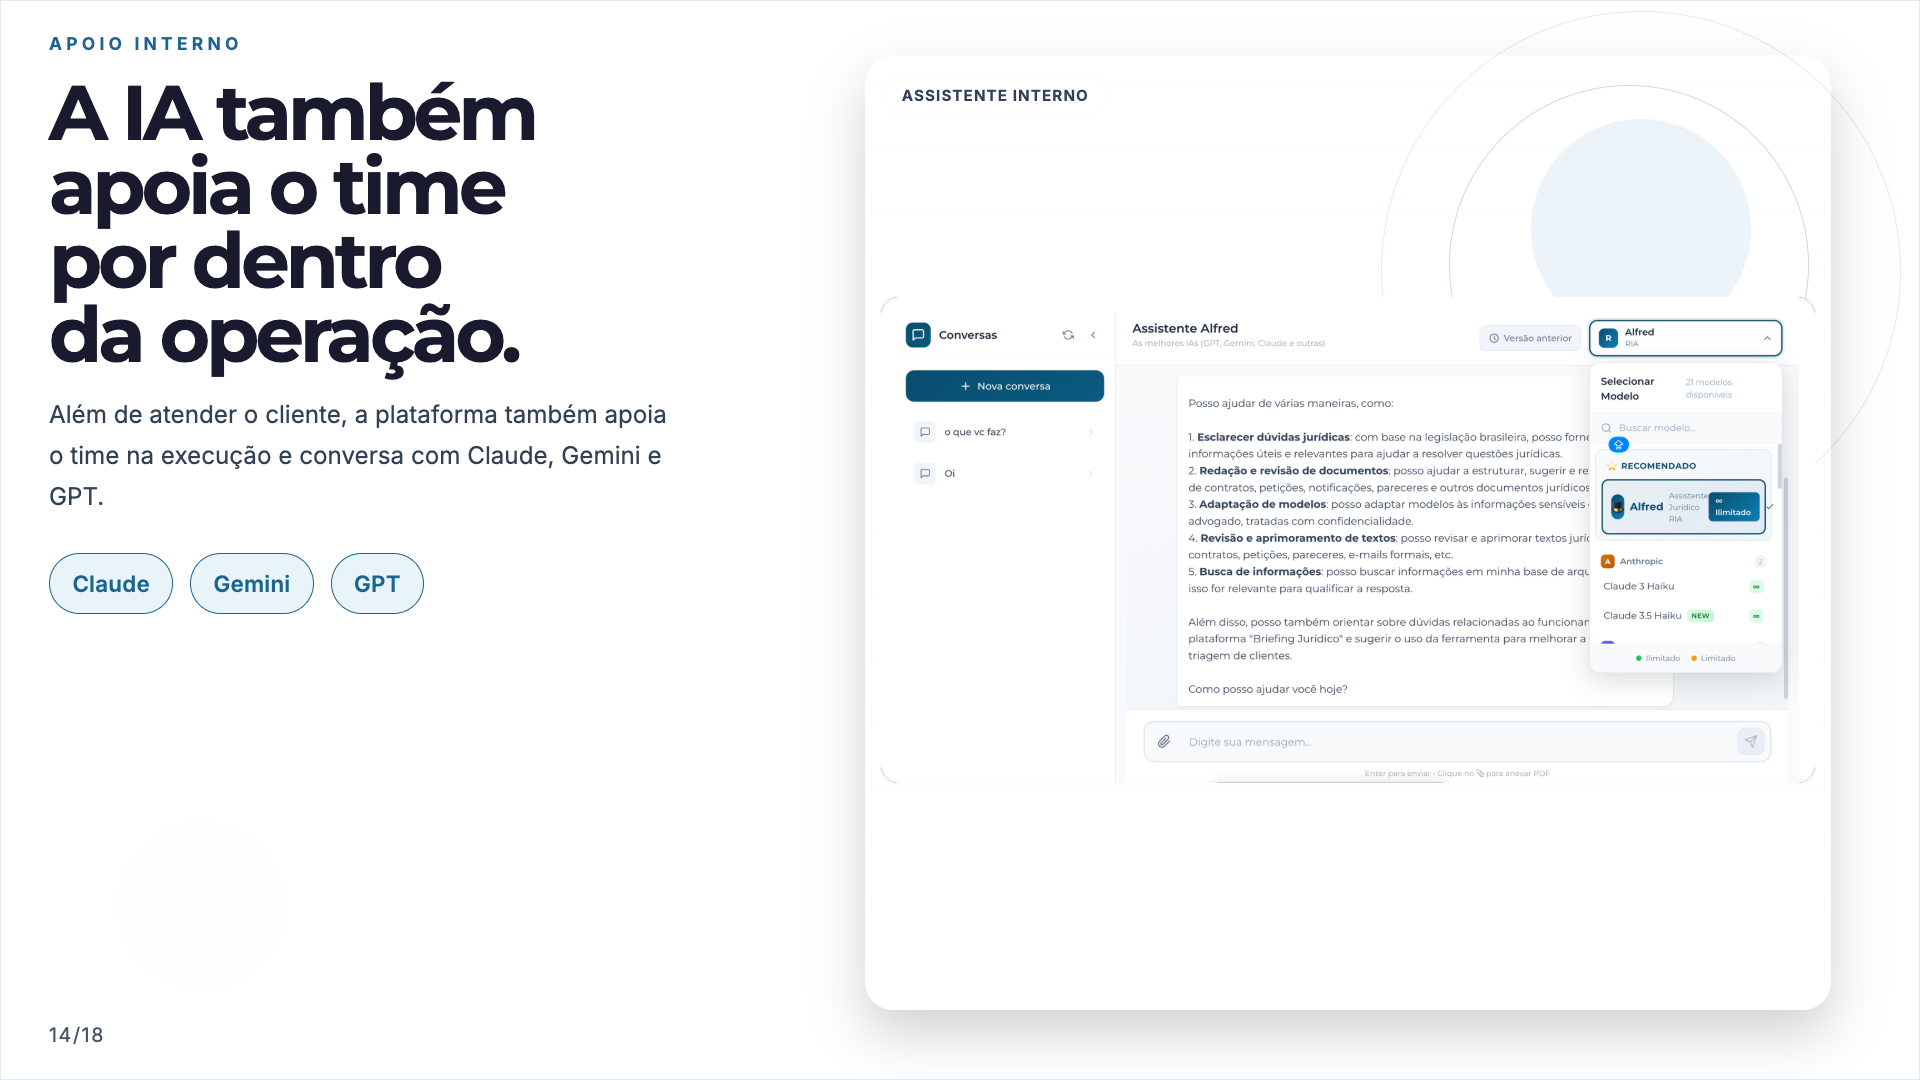 APOIO INTERNO
A IA também
apoia o time
por dentro
da operação.
Além de atender o cliente, a plataforma também apoia
o time na execução e conversa com Claude, Gemini e
GPT.
Claude
Gemini
GPT
14/18
ASSISTENTE INTERNO
Conversas
+ Nova conversa
o que vc faz?
Oi
Assistente Alfred
As melhores IAs (GPT, Gemini, Claude e outras)
Versão anterior
R
Alfred
RIA
Posso ajudar de várias maneiras, como:
1. Esclarecer dúvidas jurídicas: com base na legislação brasileira, posso forne
informações úteis e relevantes para ajudar a resolver questões jurídicas.
2. Redação e revisão de documentos: posso ajudar a estruturar, sugerir e re
de contratos, petições, notificações, pareceres e outros documentos jurídicos
3. Adaptação de modelos: posso adaptar modelos às informações sensíveis
advogado, tratadas com confidencialidade.
4. Revisão e aprimoramento de textos: posso revisar e aprimorar textos juríd
contratos, petições, pareceres, e-mails formais, etc.
5. Busca de informações: posso buscar informações em minha base de arqu
isso for relevante para qualificar a resposta.
Além disso, posso também orientar sobre dúvidas relacionadas ao funcionar
plataforma "Briefing Jurídico" e sugerir o uso da ferramenta para melhorar a
triagem de clientes.
Como posso ajudar você hoje?
Selecionar
Modelo
21 modelos
disponíveis
Buscar modelo...
RECOMENDADO
Alfred
Assistente
Jurídico
RIA
∞
Ilimitado
A
Anthropic
2
Claude 3 Haiku
∞
Claude 3.5 Haiku NEW
∞
Ilimitado
Limitado
Digite sua mensagem...
Enter para enviar • Clique no 📎 para anexar PDF